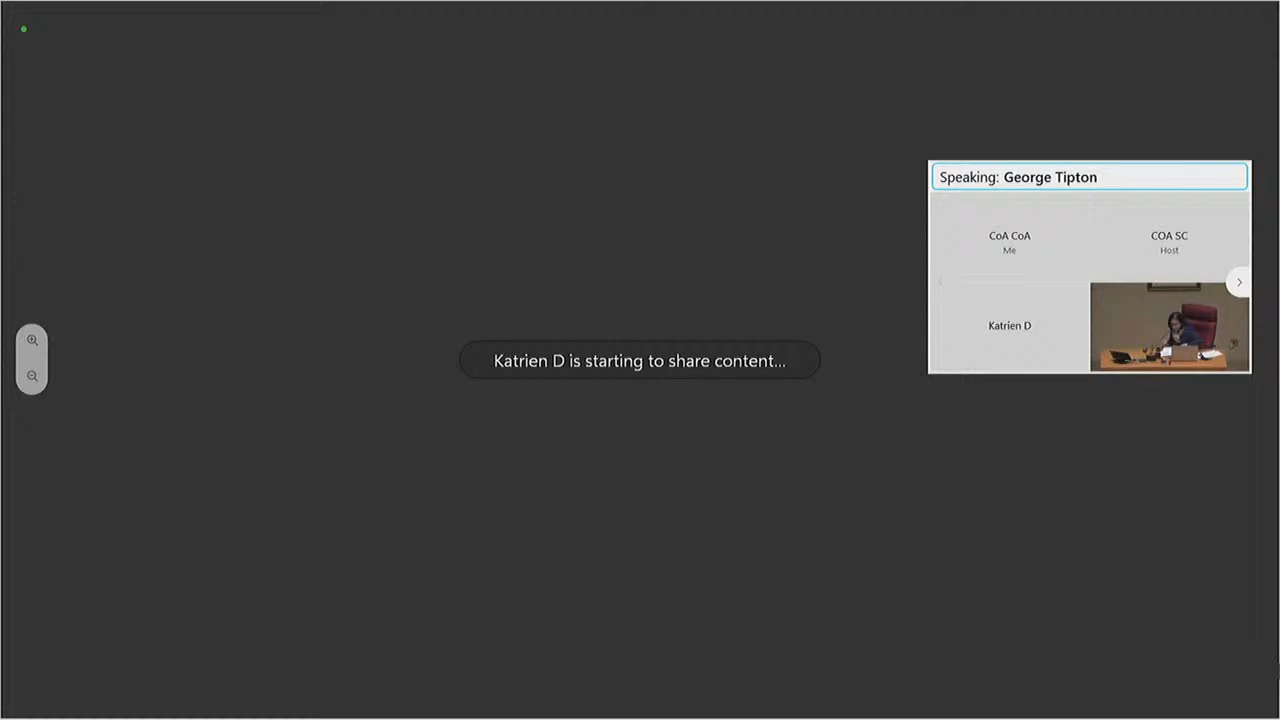 Speaking: George Tipton
CoA CoA
Me
COA SC
Host
Katrien D
Katrien D is starting to share content...